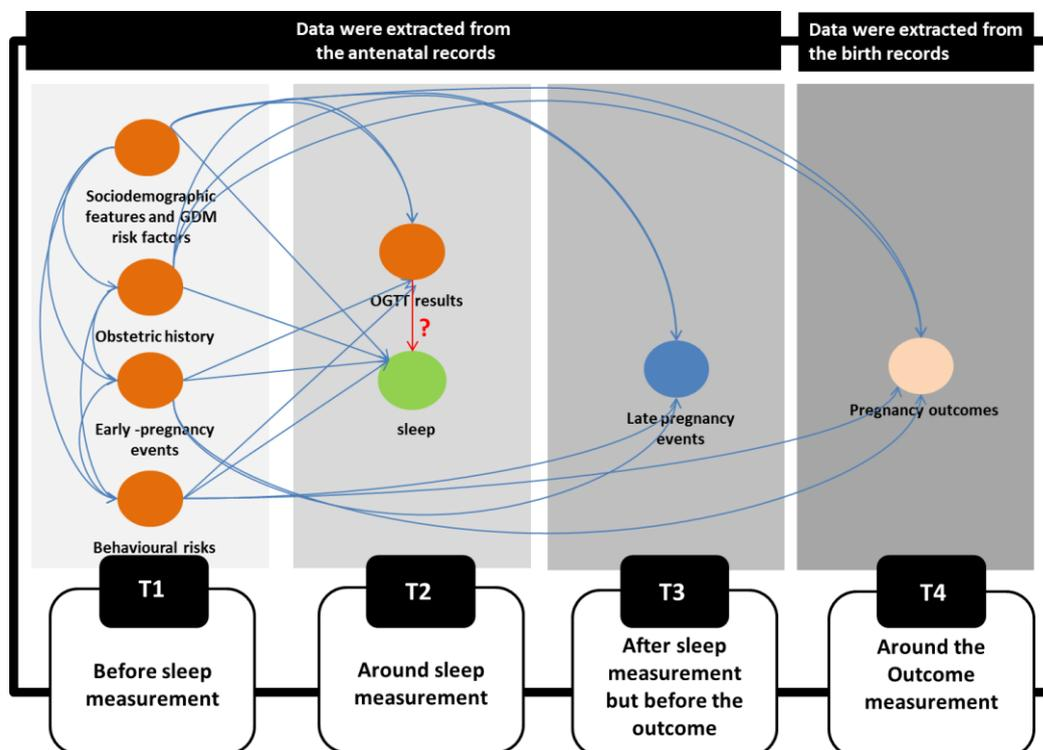 Data were extracted from
the antenatal records
Data were extracted from
the birth records
Sociodemographic
features and GDM
risk factors
Obstetric history
Early -pregnancy
events
Behavioural risks
OGTT results
?
sleep
Late pregnancy
events
Pregnancy outcomes
T1
Before sleep
measurement
T2
Around sleep
measurement
T3
After sleep
measurement
but before the
outcome
T4
Around the
Outcome
measurement